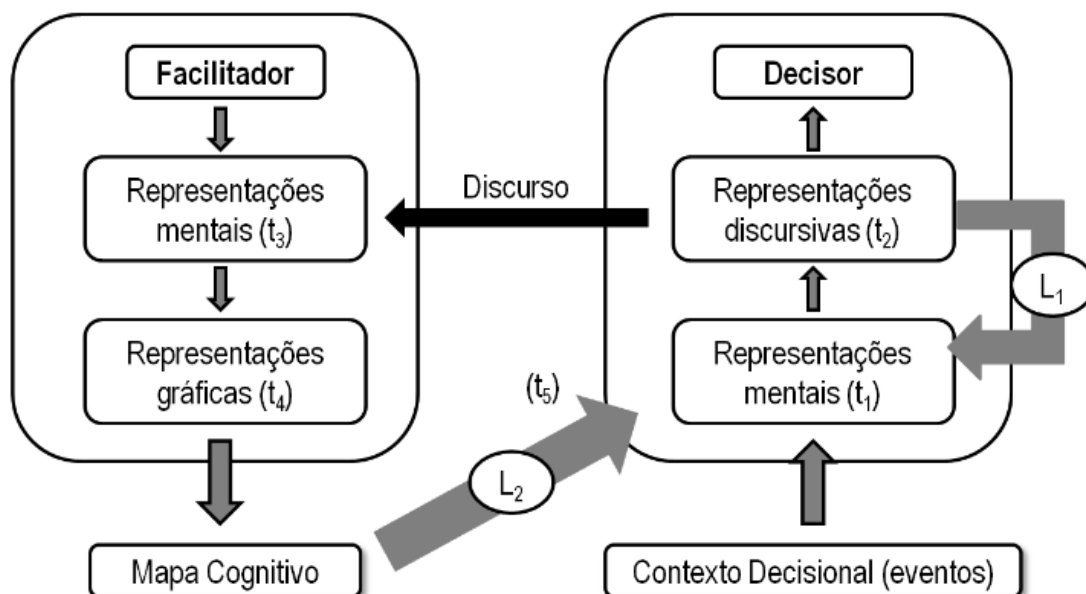 Facilitador
Representações
mentais (t₃)
Representações
gráficas (t₄)
Mapa Cognitivo
Discurso
(t₅)
L₂
Decisor
Representações
discursivas (t₂)
L₁
Representações
mentais (t₁)
Contexto Decisional (eventos)